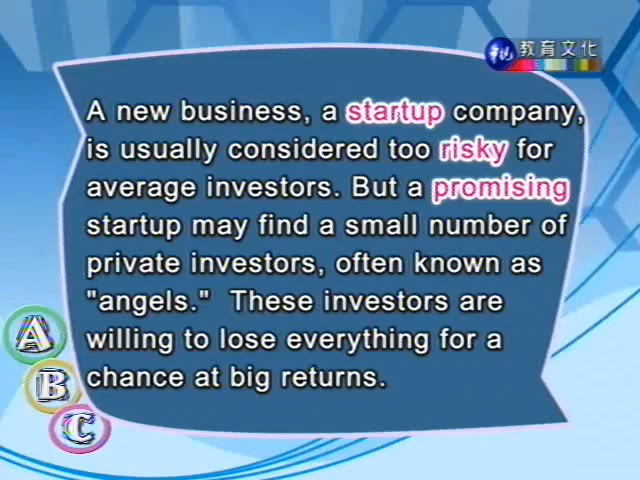 華視 教育文化
A new business, a startup company,
is usually considered too risky for
average investors. But a promising
startup may find a small number of
private investors, often known as
"angels." These investors are
willing to lose everything for a
chance at big returns.
A
B
C